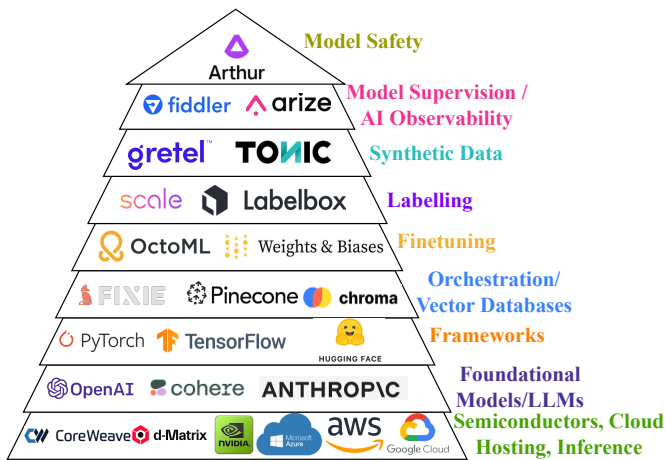 Arthur
Model Safety
fiddler arize
Model Supervision /
AI Observability
gretel™ TONIC
Synthetic Data
scale Labelbox
Labelling
OctoML Weights & Biases
Finetuning
FIXIE Pinecone chroma
Orchestration/
Vector Databases
PyTorch TensorFlow
HUGGING FACE
Frameworks
OpenAI cohere ANTHROP\C
Foundational
Models/LLMs
CoreWeave d-Matrix NVIDIA Microsoft Azure aws Google Cloud
Semiconductors, Cloud
Hosting, Inference